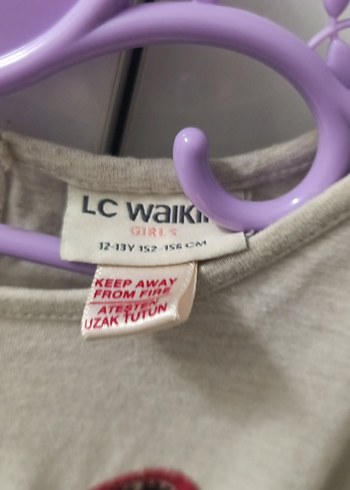 LC WAIKI
GIRLS
12-13Y 152-158 CM
KEEP AWAY
FROM FIRE
ATEŞTEN
UZAK TUTUN